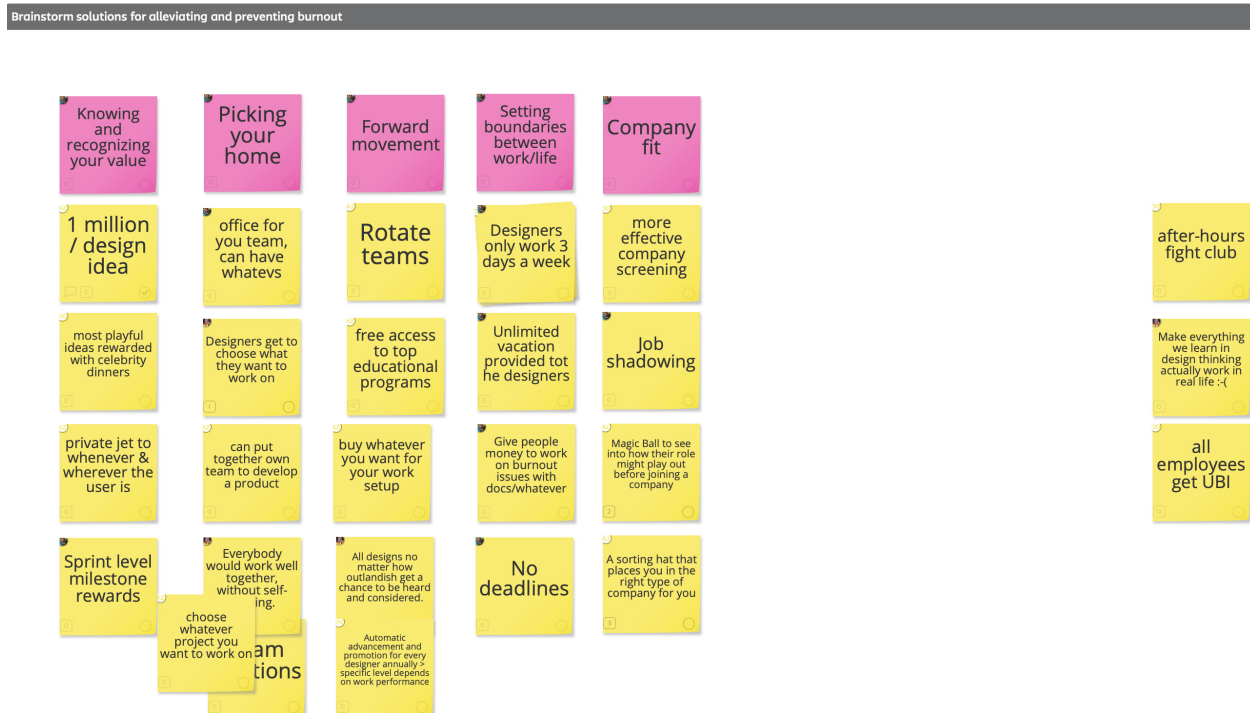 Brainstorm solutions for alleviating and preventing burnout
Knowing
and
recognizing
your value
Picking
your
home
Forward
movement
Setting
boundaries
between
work/life
Company
fit
1 million
/ design
idea
office for
you team,
can have
whatevs
Rotate
teams
Designers
only work 3
days a week
more
effective
company
screening
after-hours
fight club
most playful
ideas rewarded
with celebrity
dinners
Designers get to
choose what
they want to
work on
1
free access
to top
educational
programs
Unlimited
vacation
provided tot
he designers
Job
shadowing
Make everything
we learn in
design thinking
actually work in
real life :-(
private jet to
whenever &
wherever the
user is
can put
together own
team to develop
a product
buy whatever
you want for
your work
setup
Give people
money to work
on burnout
issues with
docs/whatever
Magic Ball to see
into how their role
might play out
before joining a
company
2
all
employees
get UBI
Sprint level
milestone
rewards
Everybody
would work well
together,
without self-
ing.
choose
whatever
project you
want to work on
am
tions
All designs no
matter how
outlandish get a
chance to be heard
and considered.
Automatic
advancement and
promotion for every
designer annually >
specific level depends
on work performance
No
deadlines
A sorting hat that
places you in the
right type of
company for you
3